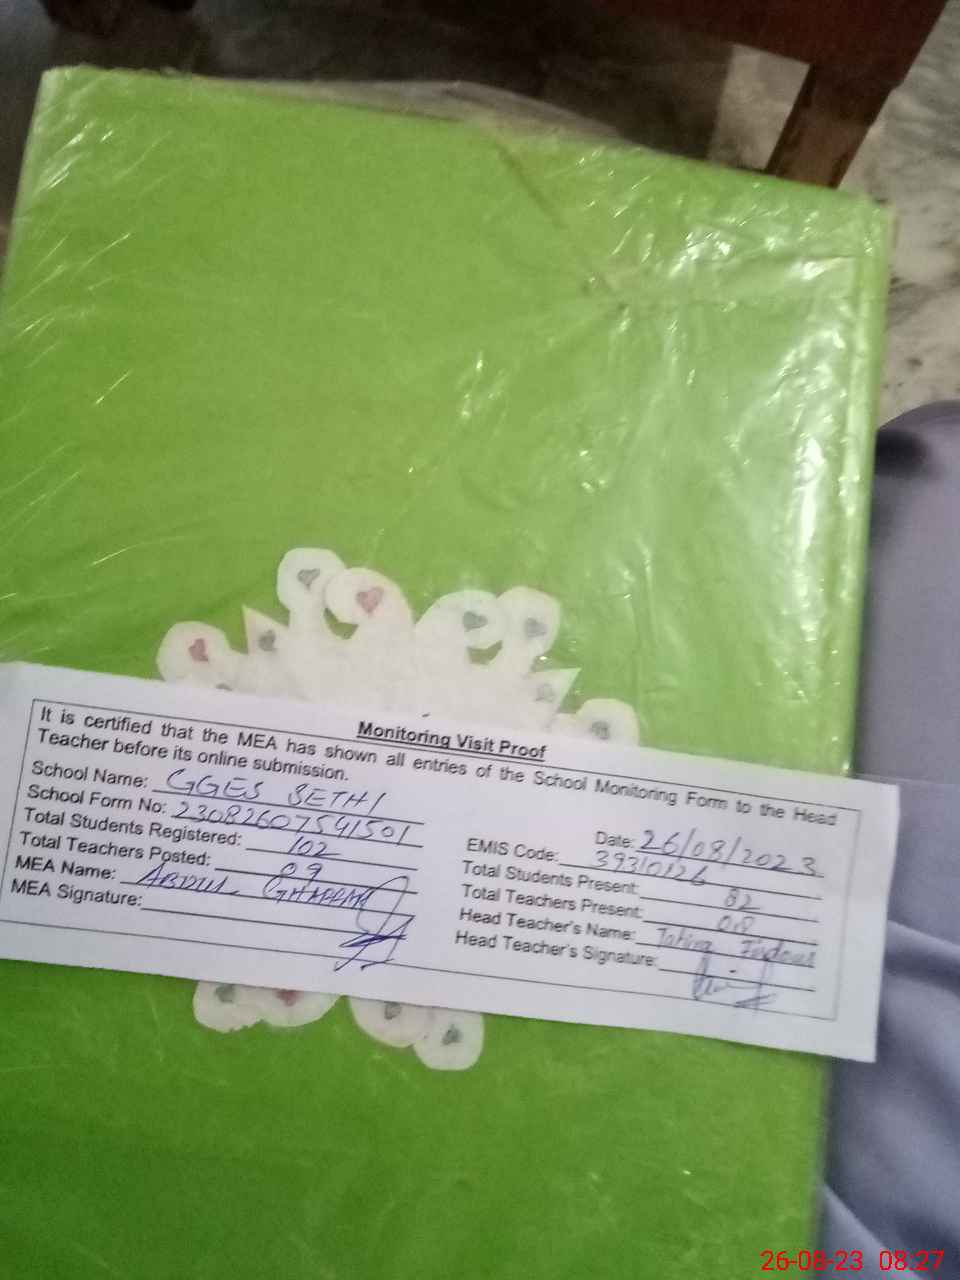 Monitoring Visit Proof
It is certified that the MEA has shown all entries of the School Monitoring Form to the Head
Teacher before its online submission.
Date: 26/08/2023
School Name: GGES SETHI
EMIS Code: 39310126
School Form No: 23082607541501
Total Students Present: 82
Total Students Registered: 102
Total Teachers Present: 08
Total Teachers Posted: 09
Head Teacher's Name:
MEA Name: ABDUL GHAFFAR
Head Teacher's Signature:
MEA Signature:
26-08-23 08:27